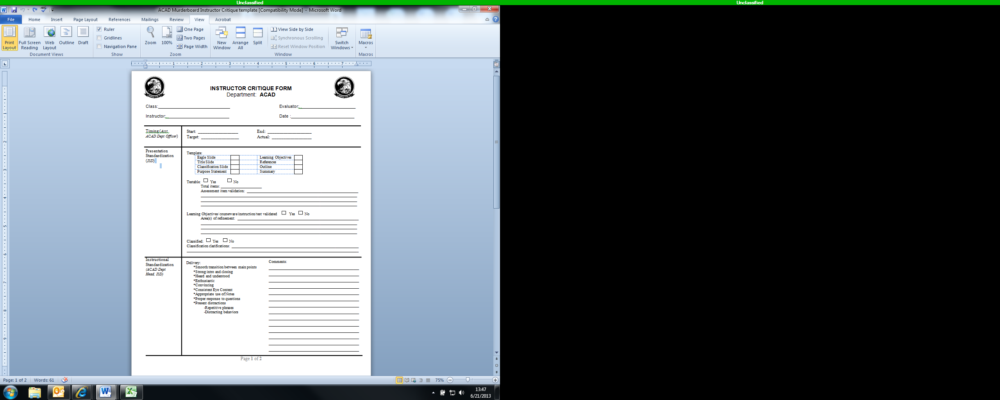 Unclassified Unclassified
ACAD Murderboard Instructor Critique template [Compatibility Mode] - Microsoft Word
File Home Insert Page Layout References Mailings Review View Acrobat
Print Layout
Full Screen Reading
Web Layout
Outline
Draft
Document Views
Ruler
Gridlines
Navigation Pane
Show
Zoom
100%
One Page
Two Pages
Page Width
Zoom
New Window
Arrange All
Split
View Side by Side
Synchronous Scrolling
Reset Window Position
Window
Switch Windows
Macros
Macros
1 2 3 4 5 6 7
INSTRUCTOR CRITIQUE FORM
Department: ACAD
Class: Evaluator:
Instructor: Date :
Timing (Asst. ACAD Dept Officer)
Start: End:
Target: Actual:
Presentation
Standardization
(ISD)
Template:
Eagle Slide Learning Objectives
Title Slide References
Classification Slide Outline
Purpose Statement Summary
Testable: Yes No
Total items:
Assessment item validation:
Learning Objectives/courseware/instruction/test validated Yes No
Area(s) of refinement:
Classified: Yes No
Classification clarifications:
Instructional
Standardization
(ACAD Dept
Head, ISD)
Delivery:
*Smooth transition between main points
*Strong intro and closing
*Heard and understood
*Enthusiastic
*Convincing
*Consistent Eye Content
*Appropriate use of Notes
*Proper response to questions
*Present distractions
-Repetitive phrases
-Distracting behaviors
Comments:
Page 1 of 2
Page: 1 of 2 Words: 61 75%
13:47
6/21/2013